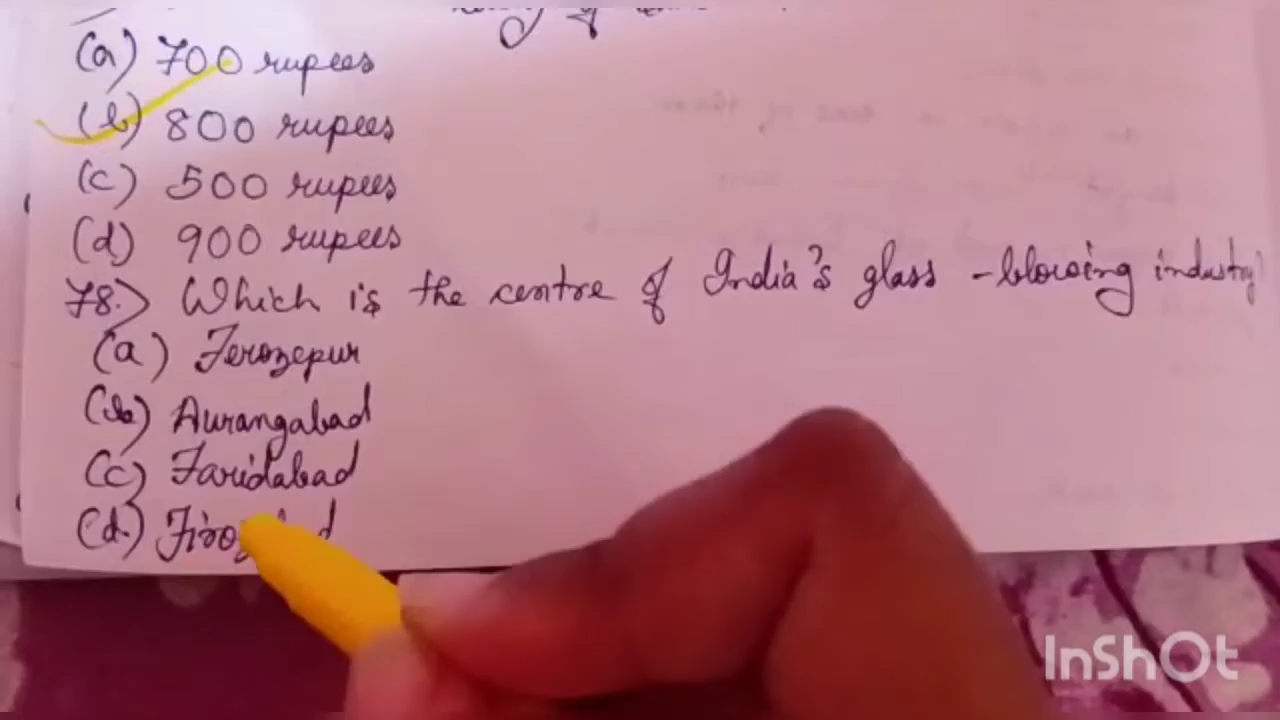 of
(a) 700 rupees
(b) 800 rupees
(c) 500 rupees
(d) 900 rupees
78.> Which is the centre of India's glass - blowing industry
(a) Ferozepur
(b) Aurangabad
(c) Faridabad
(d.)
InShOt